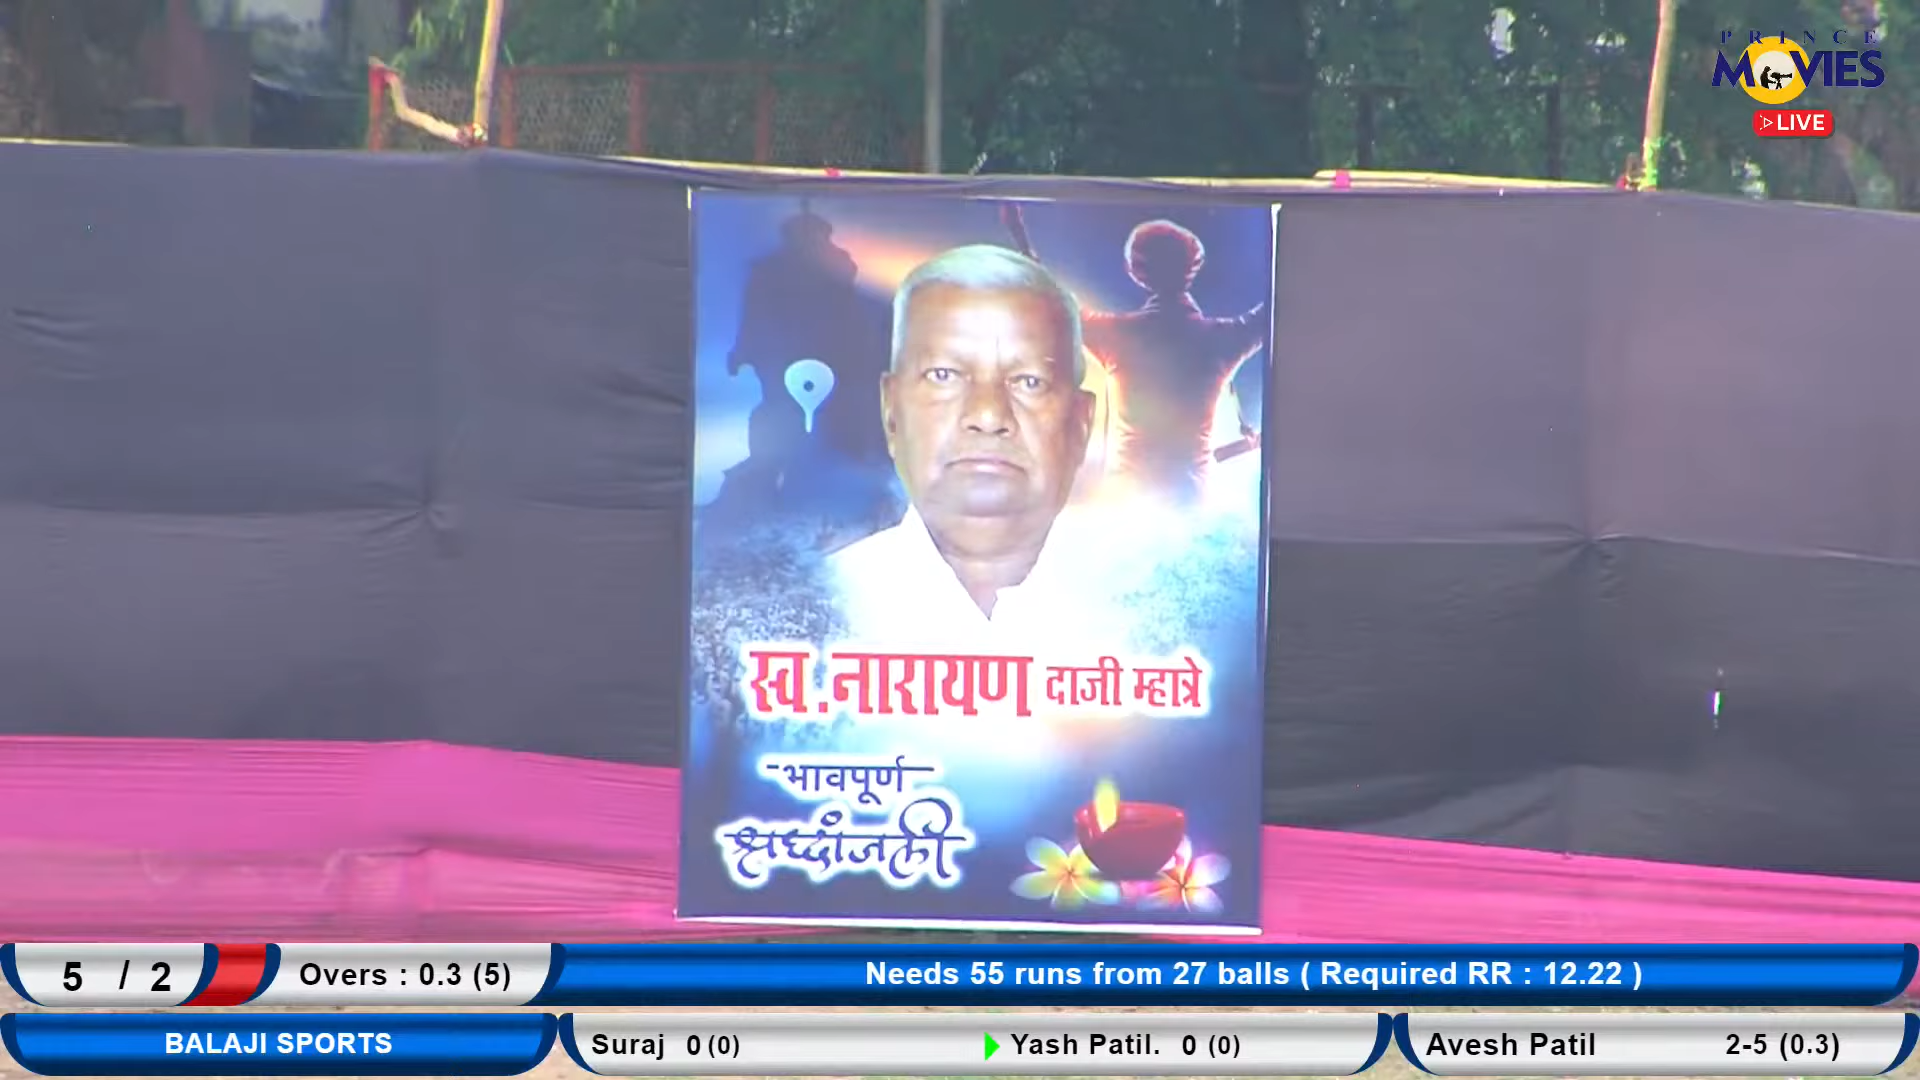 PRINCE
MOVIES
LIVE
स्व.नारायण दाजी म्हात्रे
भावपूर्ण
श्रध्दांजली
5 / 2
Overs : 0.3 (5)
Needs 55 runs from 27 balls ( Required RR : 12.22 )
BALAJI SPORTS
Suraj 0 (0)
Yash Patil. 0 (0)
Avesh Patil 2-5 (0.3)